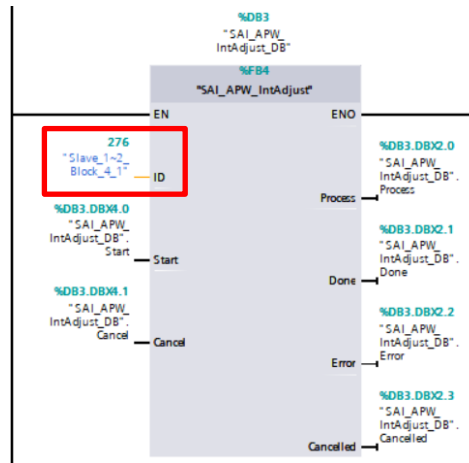 %DB3
"SAI_APW_
IntAdjust_DB"
%FB4
"SAI_APW_IntAdjust"
EN
ENO
276
"Slave_1~2_
Block_4_1"
ID
%DB3.DBX4.0
"SAI_APW_
IntAdjust_DB".
Start
Start
%DB3.DBX4.1
"SAI_APW_
IntAdjust_DB".
Cancel
Cancel
%DB3.DBX2.0
"SAI_APW_
IntAdjust_DB".
Process
Process
%DB3.DBX2.1
"SAI_APW_
IntAdjust_DB".
Done
Done
%DB3.DBX2.2
"SAI_APW_
IntAdjust_DB".
Error
Error
%DB3.DBX2.3
"SAI_APW_
IntAdjust_DB".
Cancelled
Cancelled